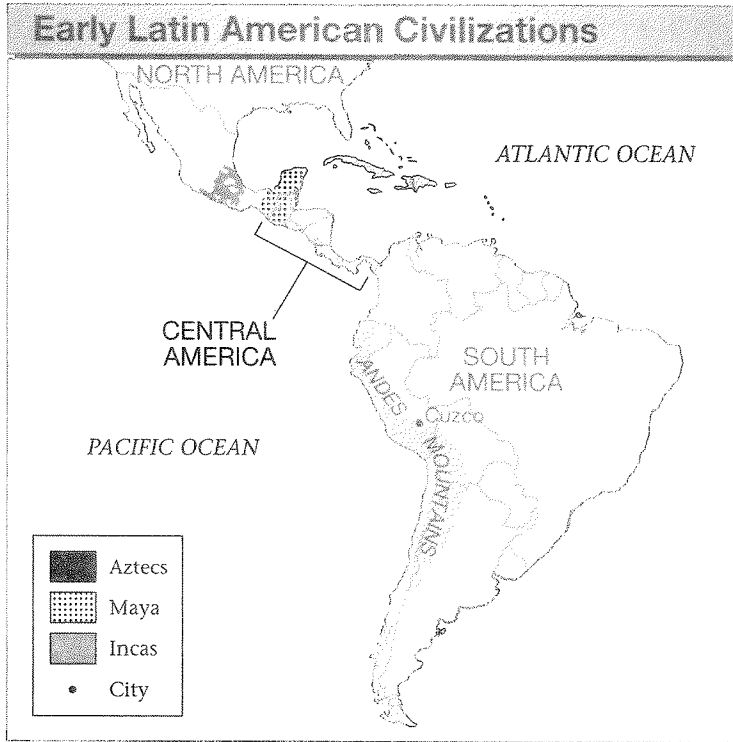 Early Latin American Civilizations
NORTH AMERICA
ATLANTIC OCEAN
CENTRAL
AMERICA
SOUTH
AMERICA
ANDES
Cuzco
PACIFIC OCEAN
MOUNTAINS
Aztecs
Maya
Incas
City